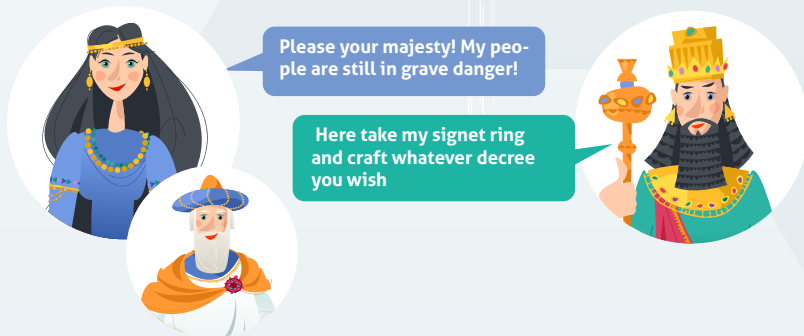 Please your majesty! My peo-
ple are still in grave danger!
Here take my signet ring
and craft whatever decree
you wish